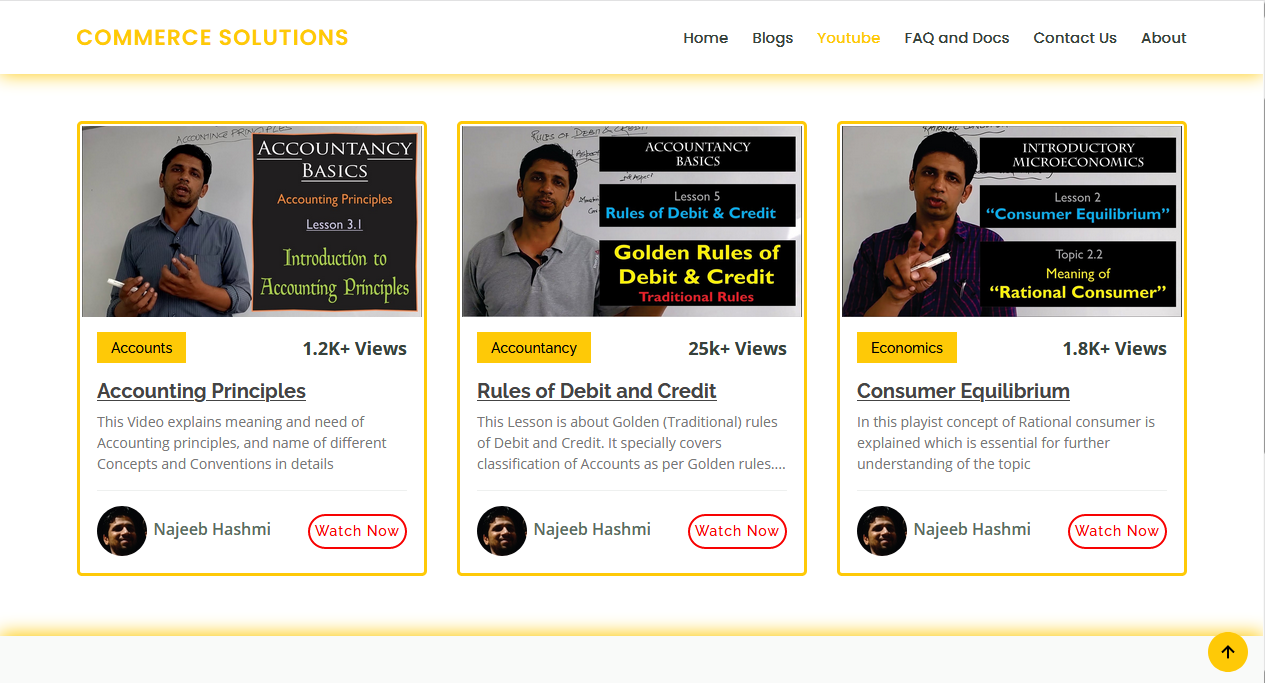 COMMERCE SOLUTIONS
Home Blogs Youtube FAQ and Docs Contact Us About
ACCOUNTING PRINCIPLES
ACCOUNTANCY
BASICS
Accounting Principles
Lesson 3.1
Introduction to
Accounting Principles
Accounts 1.2K+ Views
Accounting Principles
This Video explains meaning and need of
Accounting principles, and name of different
Concepts and Conventions in details
Najeeb Hashmi Watch Now
RULES OF DEBIT & CREDIT
ACCOUNTANCY
BASICS
Lesson 5
Rules of Debit & Credit
Golden Rules of
Debit & Credit
Traditional Rules
Accountancy 25k+ Views
Rules of Debit and Credit
This Lesson is about Golden (Traditional) rules
of Debit and Credit. It specially covers
classification of Accounts as per Golden rules....
Najeeb Hashmi Watch Now
INTRODUCTORY
MICROECONOMICS
Lesson 2
“Consumer Equilibrium”
Topic 2.2
Meaning of
“Rational Consumer”
Economics 1.8K+ Views
Consumer Equilibrium
In this playist concept of Rational consumer is
explained which is essential for further
understanding of the topic
Najeeb Hashmi Watch Now